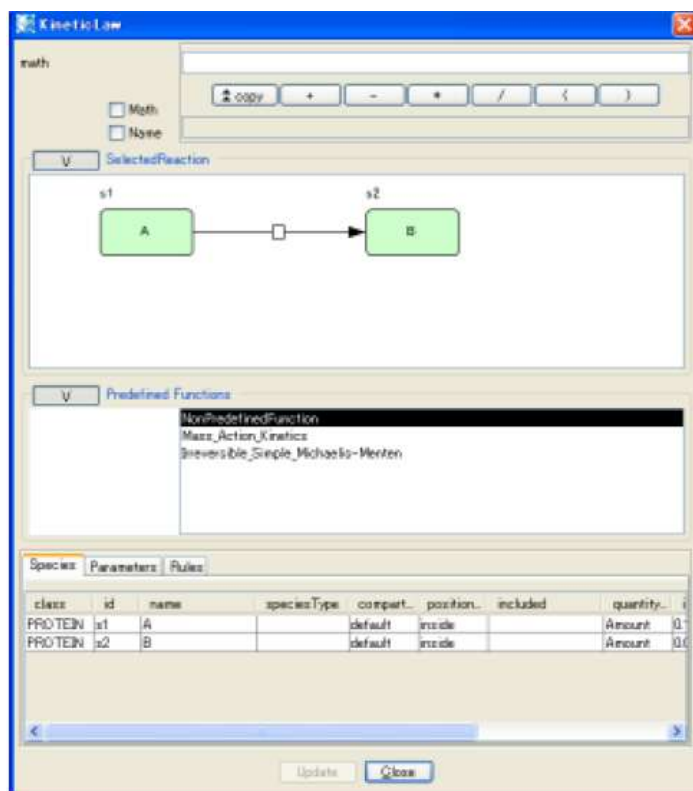 KineticLaw
math
copy + - * / ( )
Math
Name
V SelectedReaction
s1 s2
A B
V Predefined Functions
NonPredefinedFunction
Mass_Action_Kinetics
Irreversible_Simple_Michaelis-Menten
Species Parameters Rules
class id name speciesType compart... position... included quantity...
PROTEIN s1 A default inside Amount
PROTEIN s2 B default inside Amount
Update Close